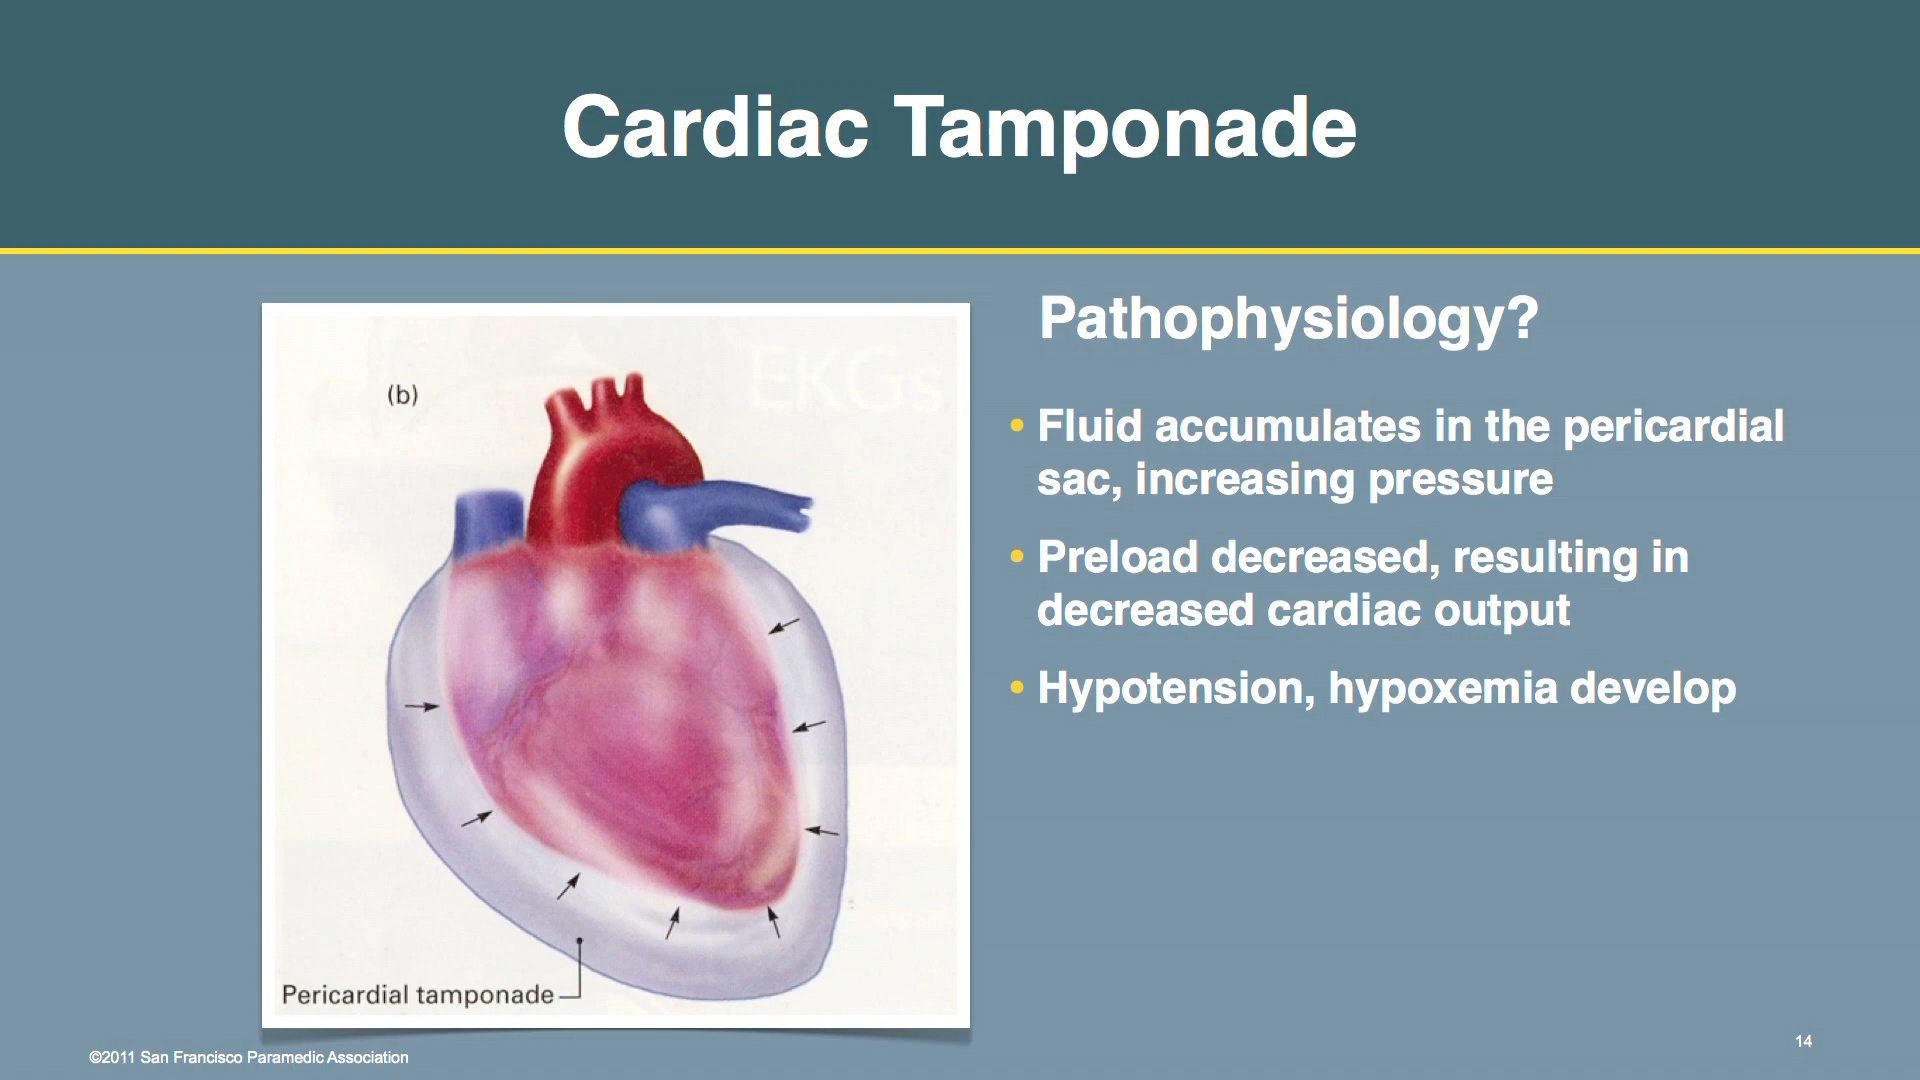 Cardiac Tamponade
EKGs
(b)
Pericardial tamponade
Pathophysiology?
• Fluid accumulates in the pericardial
sac, increasing pressure
• Preload decreased, resulting in
decreased cardiac output
• Hypotension, hypoxemia develop
©2011 San Francisco Paramedic Association
14